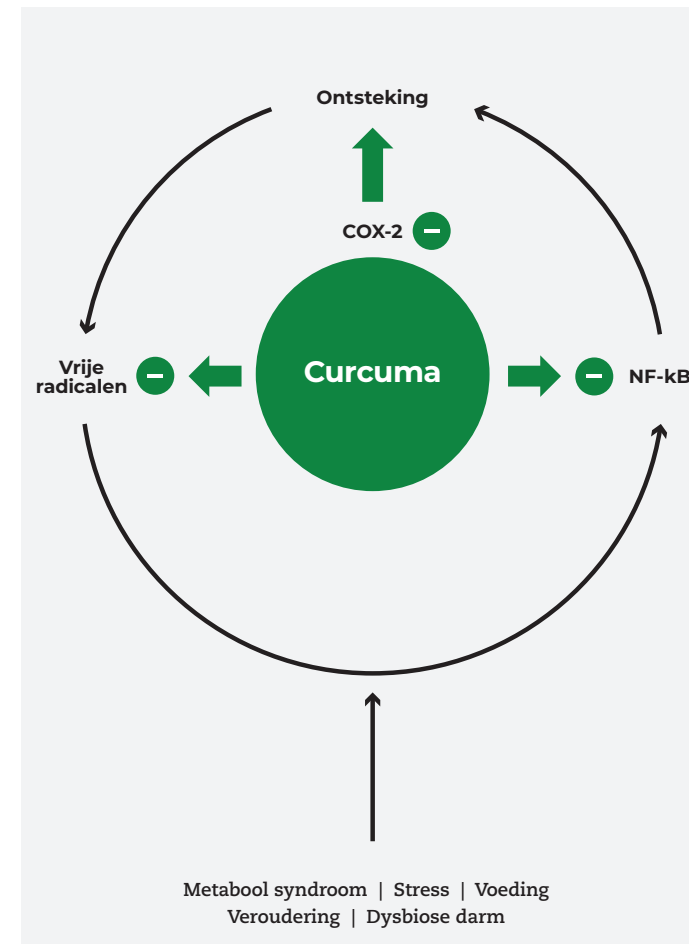 Ontsteking
COX-2
Curcuma
Vrije
radicalen
NF-kB
Metabool syndroom | Stress | Voeding
Veroudering | Dysbiose darm